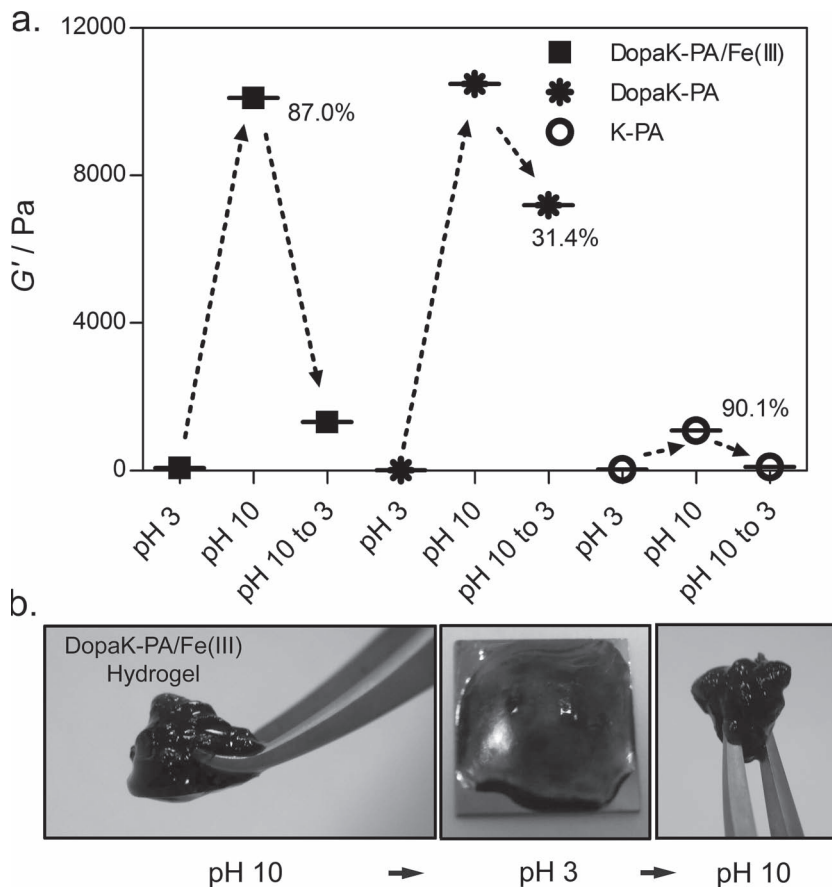 a.
12000
8000
4000
0
G' / Pa
DopaK-PA/Fe(III)
DopaK-PA
K-PA
87.0%
31.4%
90.1%
pH 3
pH 10
pH 10 to 3
pH 3
pH 10
pH 10 to 3
pH 3
pH 10
pH 10 to 3
b.
DopaK-PA/Fe(III)
Hydrogel
pH 10 → pH 3 → pH 10